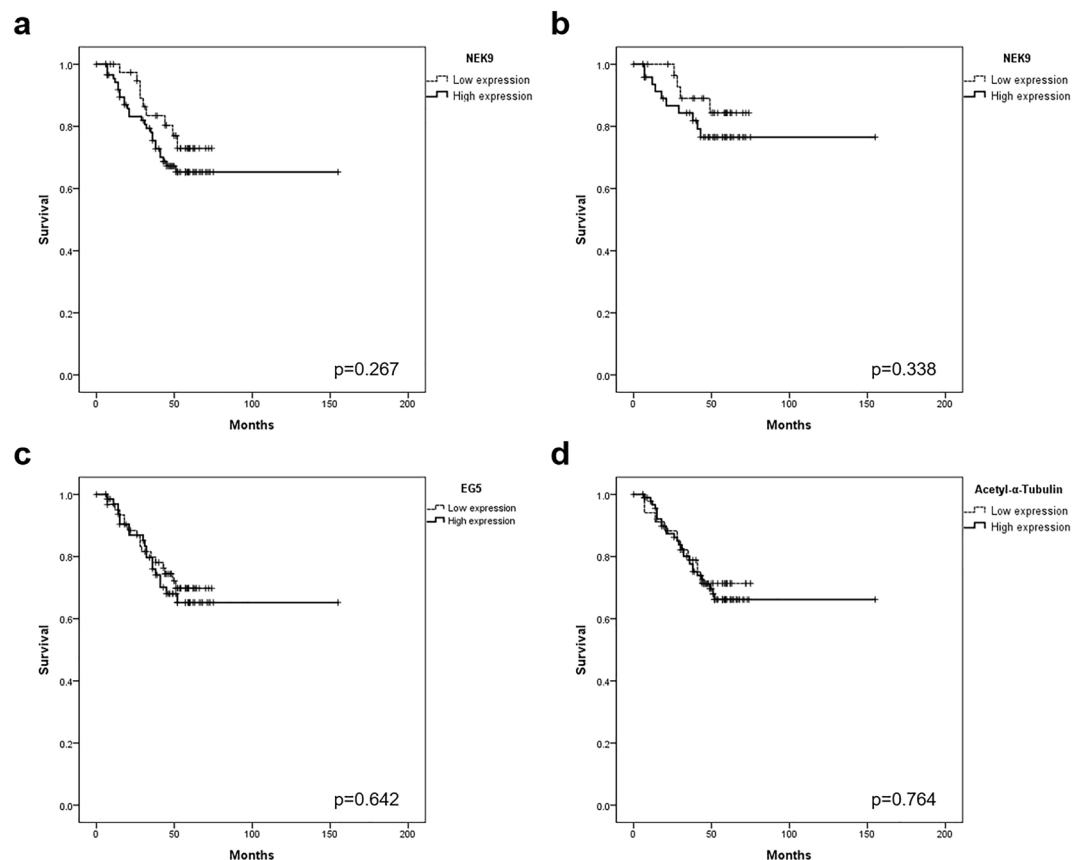 a
NEK9
Low expression
High expression
1.0
0.8
0.6
0.4
0.2
0.0
Survival
p=0.267
0 50 100 150 200
Months
b
NEK9
Low expression
High expression
1.0
0.8
0.6
0.4
0.2
0.0
Survival
p=0.338
0 50 100 150 200
Months
c
EG5
Low expression
High expression
1.0
0.8
0.6
0.4
0.2
0.0
Survival
p=0.642
0 50 100 150 200
Months
d
Acetyl-α-Tubulin
Low expression
High expression
1.0
0.8
0.6
0.4
0.2
0.0
Survival
p=0.764
0 50 100 150 200
Months